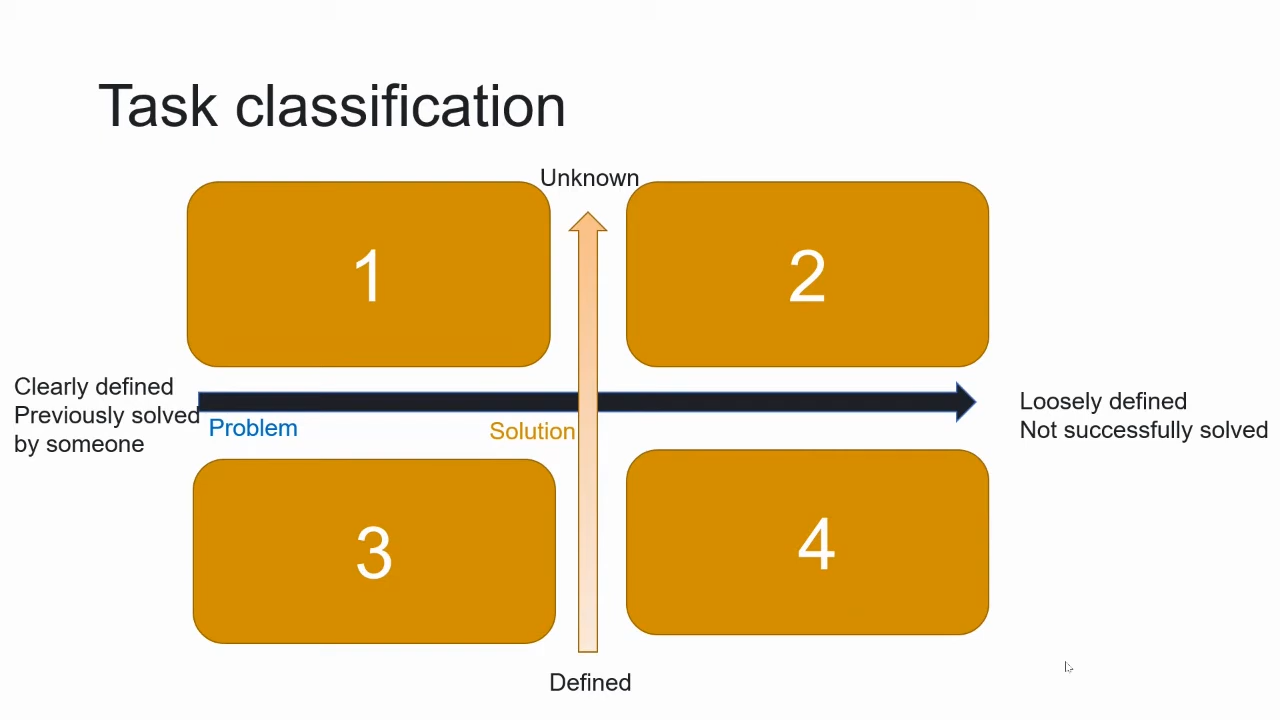 Task classification
Unknown
1
2
Clearly defined
Previously solved
by someone
Problem
Solution
Loosely defined
Not successfully solved
3
4
Defined